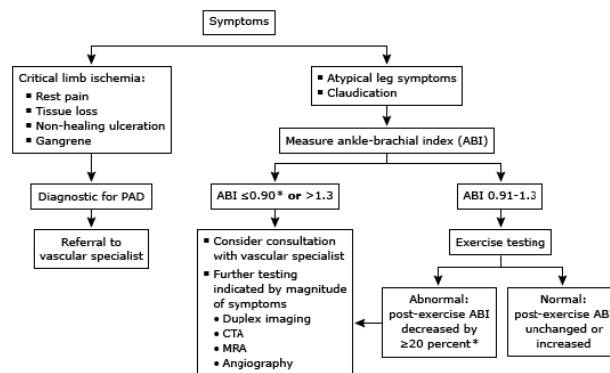 Symptoms
Critical limb ischemia:
▪ Rest pain
▪ Tissue loss
▪ Non-healing ulceration
▪ Gangrene
▪ Atypical leg symptoms
▪ Claudication
Measure ankle-brachial index (ABI)
Diagnostic for PAD
ABI ≤0.90* or >1.3
ABI 0.91-1.3
Referral to
vascular specialist
▪ Consider consultation
with vascular specialist
▪ Further testing
indicated by magnitude
of symptoms
• Duplex imaging
• CTA
• MRA
• Angiography
Exercise testing
Abnormal:
post-exercise ABI
decreased by
≥20 percent*
Normal:
post-exercise ABI
unchanged or
increased